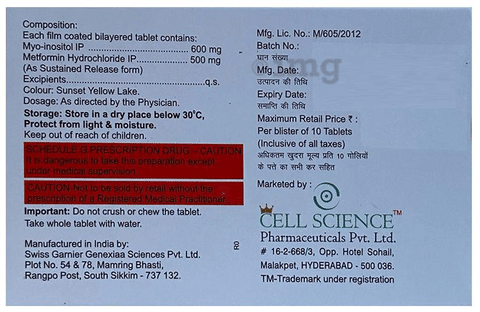 Composition:
Each film coated bilayered tablet contains:
Myo-inositol IP ................................ 600 mg
Metformin Hydrochloride IP................. 500 mg
(As Sustained Release form)
Excipients..........................................q.s.
Colour: Sunset Yellow Lake.
Dosage: As directed by the Physician.
Storage: Store in a dry place below 30°C,
Protect from light & moisture.
Keep out of reach of children.
SCHEDULE G PRESCRIPTION DRUG - CAUTION
It is dangerous to take this preparation except
under medical supervision.
CAUTION-Not to be sold by retail without the
prescription of a Registered Medical Practitioner.
Important: Do not crush or chew the tablet.
Take whole tablet with water.
Manufactured in India by:
Swiss Garnier Genexiaa Sciences Pvt. Ltd.
Plot No. 54 & 78, Mamring Bhasti,
Rangpo Post, South Sikkim - 737 132.
R0
Mfg. Lic. No.: M/605/2012
Batch No.:
घान संख्या
Mfg. Date:
उत्पादन की तिथि
Expiry Date:
समाप्ति की तिथि
Maximum Retail Price ₹ :
Per blister of 10 Tablets
(Inclusive of all taxes)
अधिकतम खुदरा मूल्य प्रति 10 गोलियों
के पत्ते का सभी कर सहित
Marketed by :
CELL SCIENCE™
Pharmaceuticals Pvt. Ltd.
# 16-2-668/3, Opp. Hotel Sohail,
Malakpet, HYDERABAD - 500 036.
TM-Trademark under registration